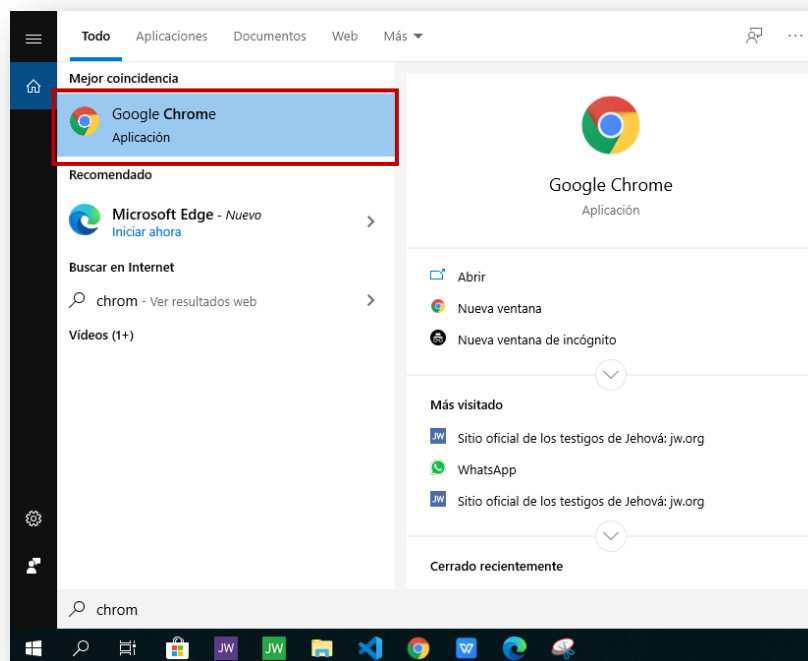 Todo Aplicaciones Documentos Web Más
Mejor coincidencia
Google Chrome
Aplicación
Recomendado
Microsoft Edge - Nuevo
Iniciar ahora
Buscar en Internet
chrom - Ver resultados web
Vídeos (1+)
Google Chrome
Aplicación
Abrir
Nueva ventana
Nueva ventana de incógnito
Más visitado
JW Sitio oficial de los testigos de Jehová: jw.org
WhatsApp
JW Sitio oficial de los testigos de Jehová: jw.org
Cerrado recientemente
chrom
JW JW W